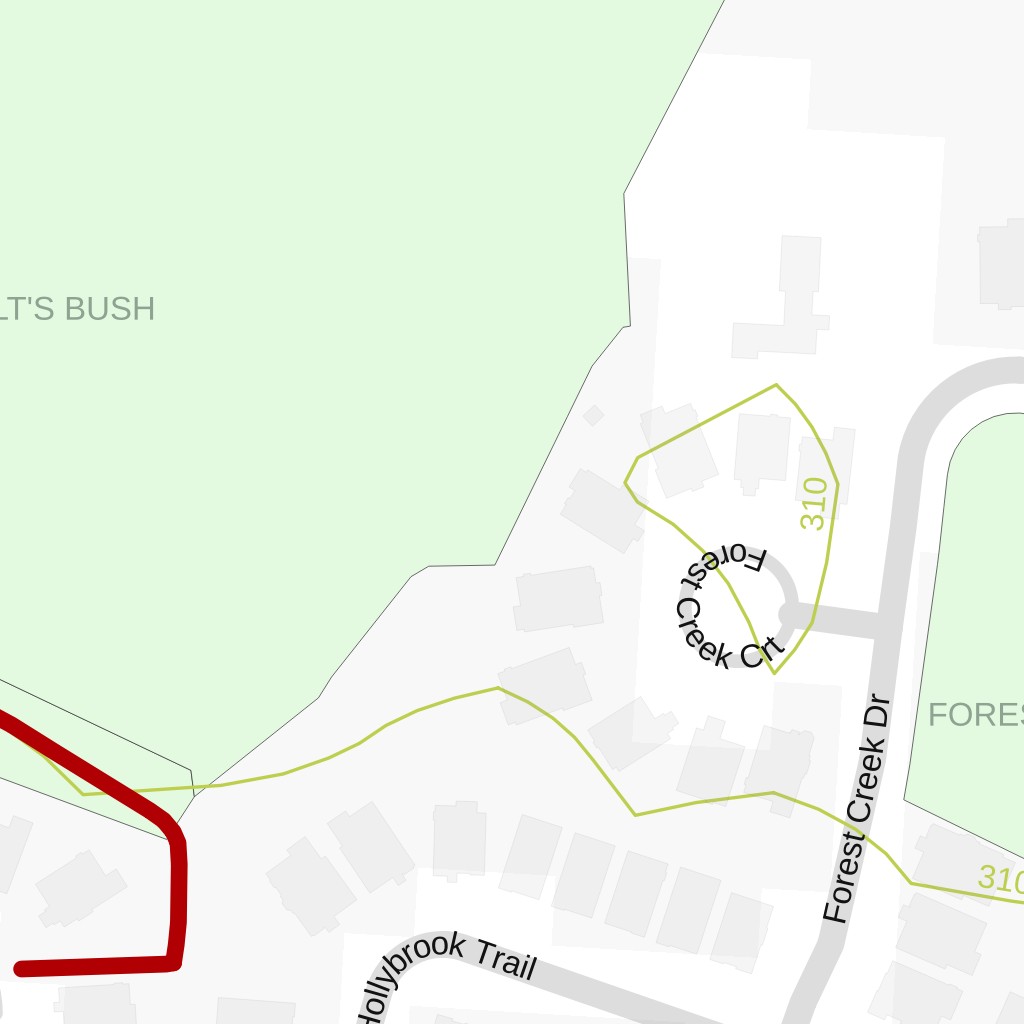 LT'S BUSH
310
Forest Creek Crt
FORES
Forest Creek Dr
310
Hollybrook Trail